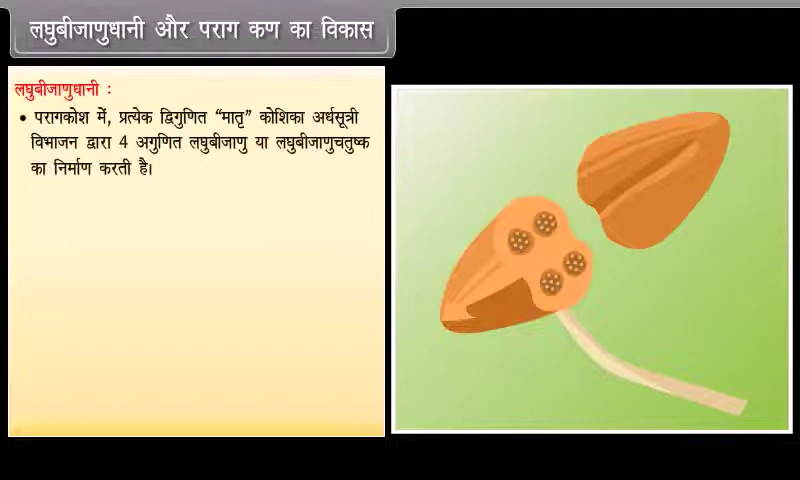 लघुबीजाणुधानी और पराग कण का विकास
लघुबीजाणुधानी :
• परागकोश में, प्रत्येक द्विगुणित “मातृ” कोशिका अर्धसूत्री
विभाजन द्वारा 4 अगुणित लघुबीजाणु या लघुबीजाणुचतुष्क
का निर्माण करती है।